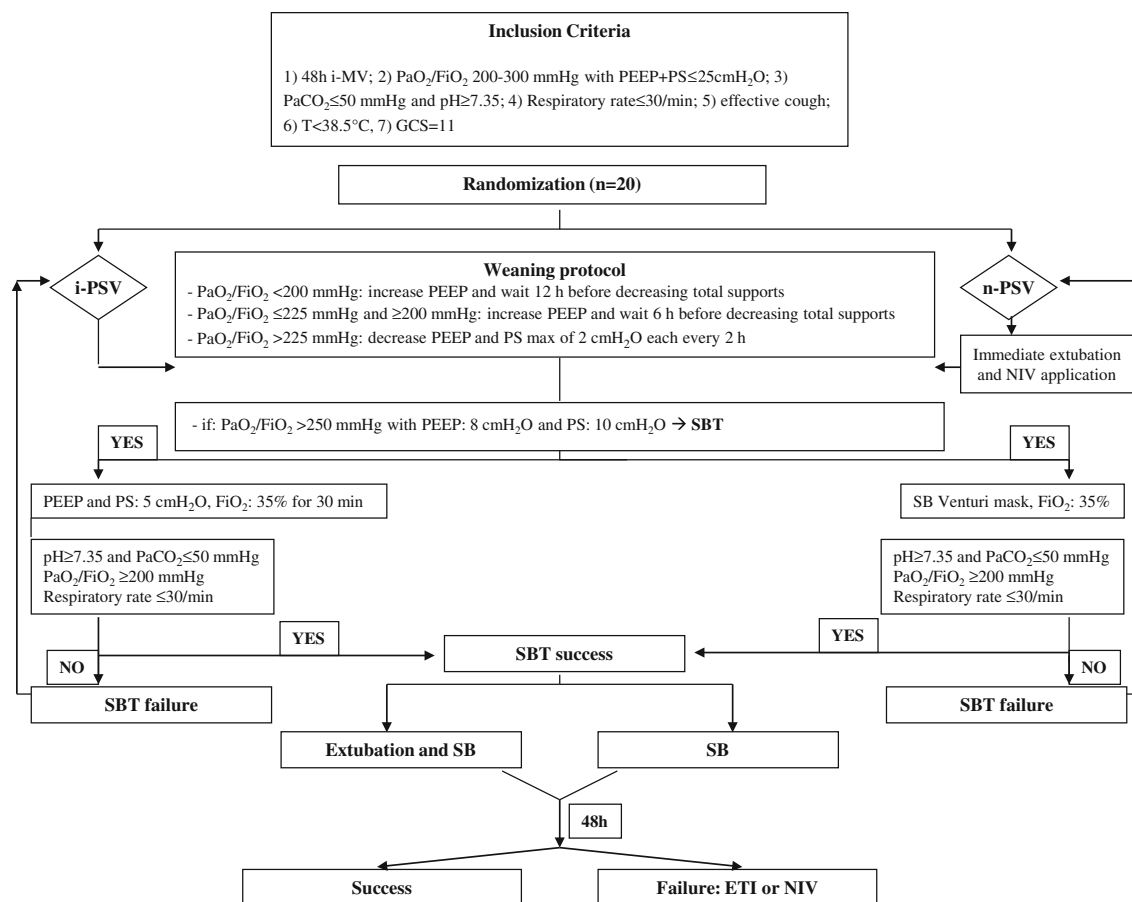 Inclusion Criteria
1) 48h i-MV; 2) PaO₂/FiO₂ 200-300 mmHg with PEEP+PS≤25cmH₂O; 3)
PaCO₂≤50 mmHg and pH≥7.35; 4) Respiratory rate≤30/min; 5) effective cough;
6) T<38.5°C, 7) GCS=11
Randomization (n=20)
i-PSV
Weaning protocol
- PaO₂/FiO₂ <200 mmHg: increase PEEP and wait 12 h before decreasing total supports
- PaO₂/FiO₂ ≤225 mmHg and ≥200 mmHg: increase PEEP and wait 6 h before decreasing total supports
- PaO₂/FiO₂ >225 mmHg: decrease PEEP and PS max of 2 cmH₂O each every 2 h
n-PSV
Immediate extubation
and NIV application
- if: PaO₂/FiO₂ >250 mmHg with PEEP: 8 cmH₂O and PS: 10 cmH₂O → SBT
YES
YES
PEEP and PS: 5 cmH₂O, FiO₂: 35% for 30 min
SB Venturi mask, FiO₂: 35%
pH≥7.35 and PaCO₂≤50 mmHg
PaO₂/FiO₂ ≥200 mmHg
Respiratory rate ≤30/min
pH≥7.35 and PaCO₂≤50 mmHg
PaO₂/FiO₂ ≥200 mmHg
Respiratory rate ≤30/min
YES
YES
SBT success
NO
NO
SBT failure
SBT failure
Extubation and SB
SB
48h
Success
Failure: ETI or NIV